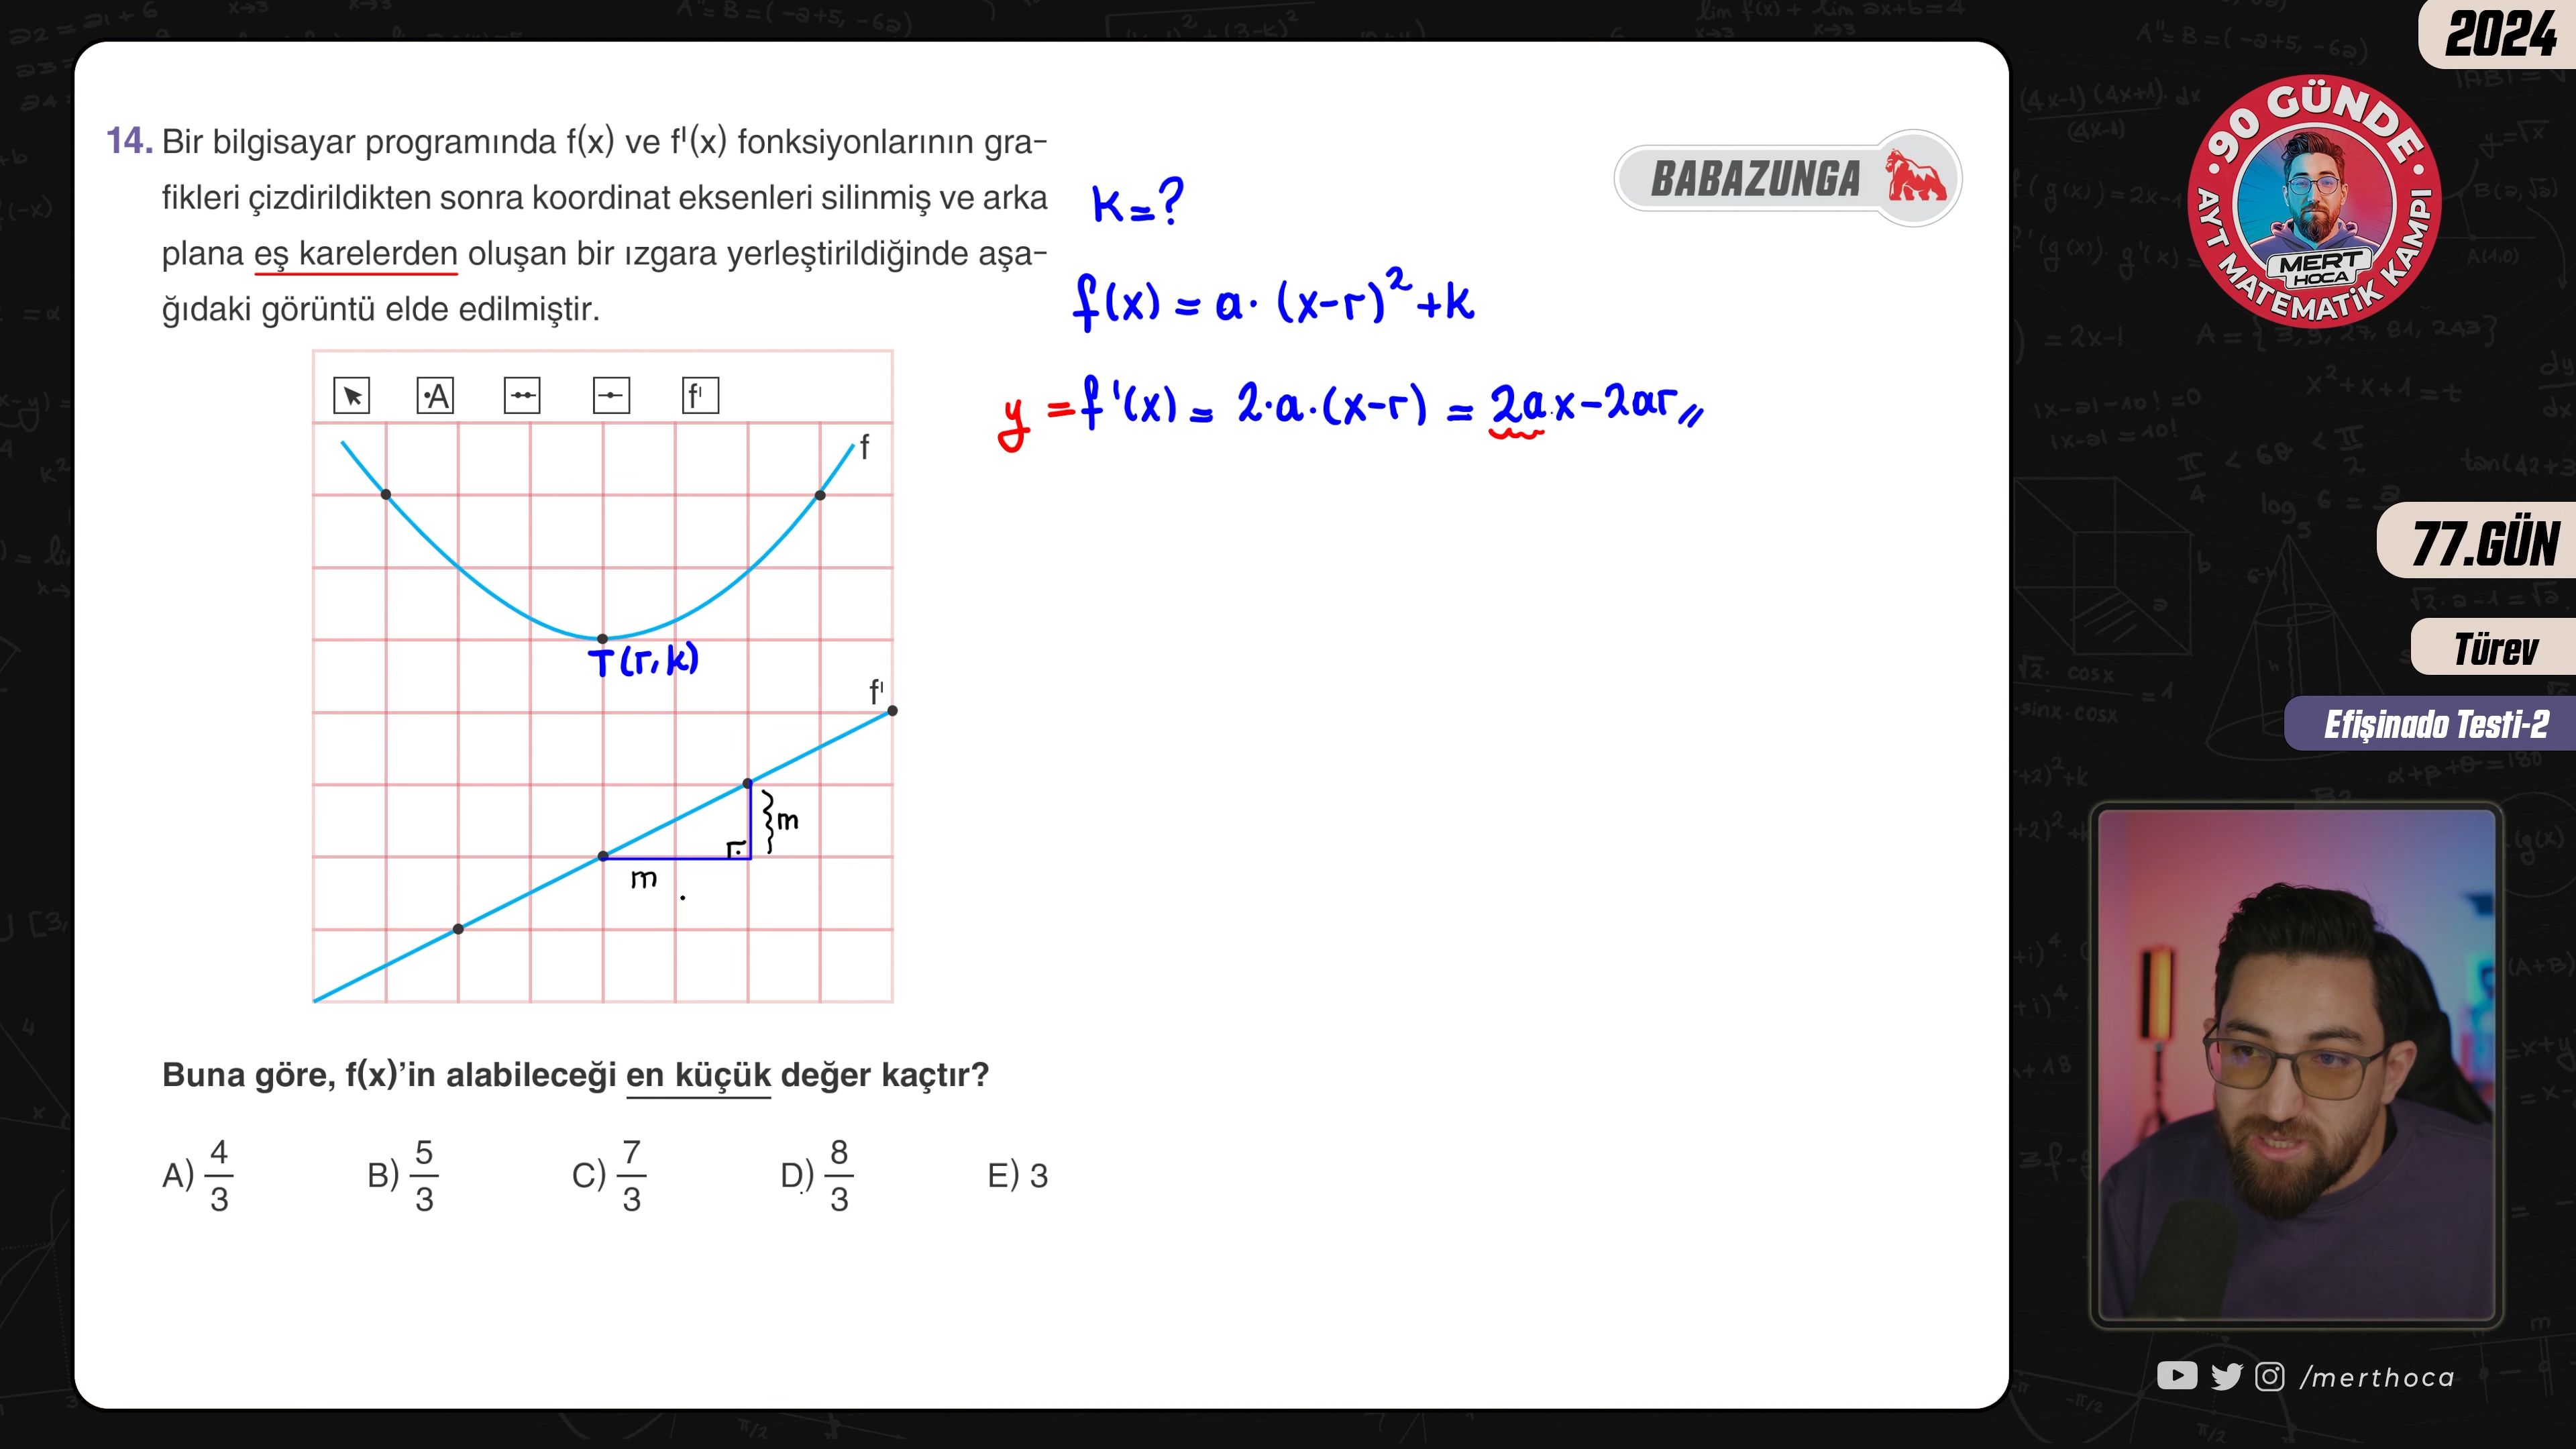 2024
90 GÜNDE
AYT MATEMATİK KAMPI
MERT
HOCA
BABAZUNGA
14. Bir bilgisayar programında f(x) ve fı(x) fonksiyonlarının gra-
fikleri çizdirildikten sonra koordinat eksenleri silinmiş ve arka
plana eş karelerden oluşan bir ızgara yerleştirildiğinde aşa-
ğıdaki görüntü elde edilmiştir.
K=?
f(x) = a·(x-r)²+k
y = f'(x) = 2·a·(x-r) = 2ax-2ar//
·A
fı
f
T(r,k)
fı
m
m
Buna göre, f(x)’in alabileceği en küçük değer kaçtır?
A) 4/3 B) 5/3 C) 7/3 D) 8/3 E) 3
77.GÜN
Türev
Efişinado Testi-2
/merthoca